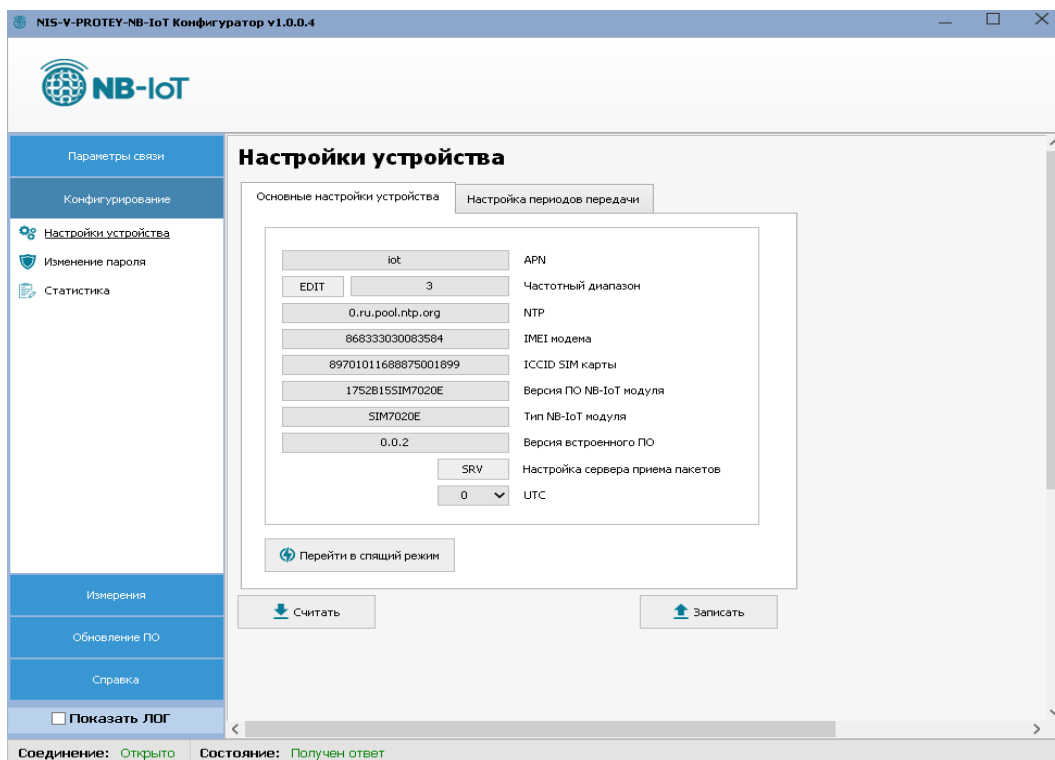 NIS-V-PROTEY-NB-IoT Конфигуратор v1.0.0.4
NB-IoT
Параметры связи
Конфигурирование
Настройки устройства
Изменение пароля
Статистика
Измерения
Обновление ПО
Справка
Показать ЛОГ
Настройки устройства
Основные настройки устройства
Настройка периодов передачи
iot APN
EDIT 3 Частотный диапазон
0.ru.pool.ntp.org NTP
868333030083584 IMEI модема
89701011688875001899 ICCID SIM карты
1752B15SIM7020E Версия ПО NB-IoT модуля
SIM7020E Тип NB-IoT модуля
0.0.2 Версия встроенного ПО
SRV Настройка сервера приема пакетов
0 UTC
Перейти в спящий режим
Считать
Записать
Соединение: Открыто Состояние: Получен ответ